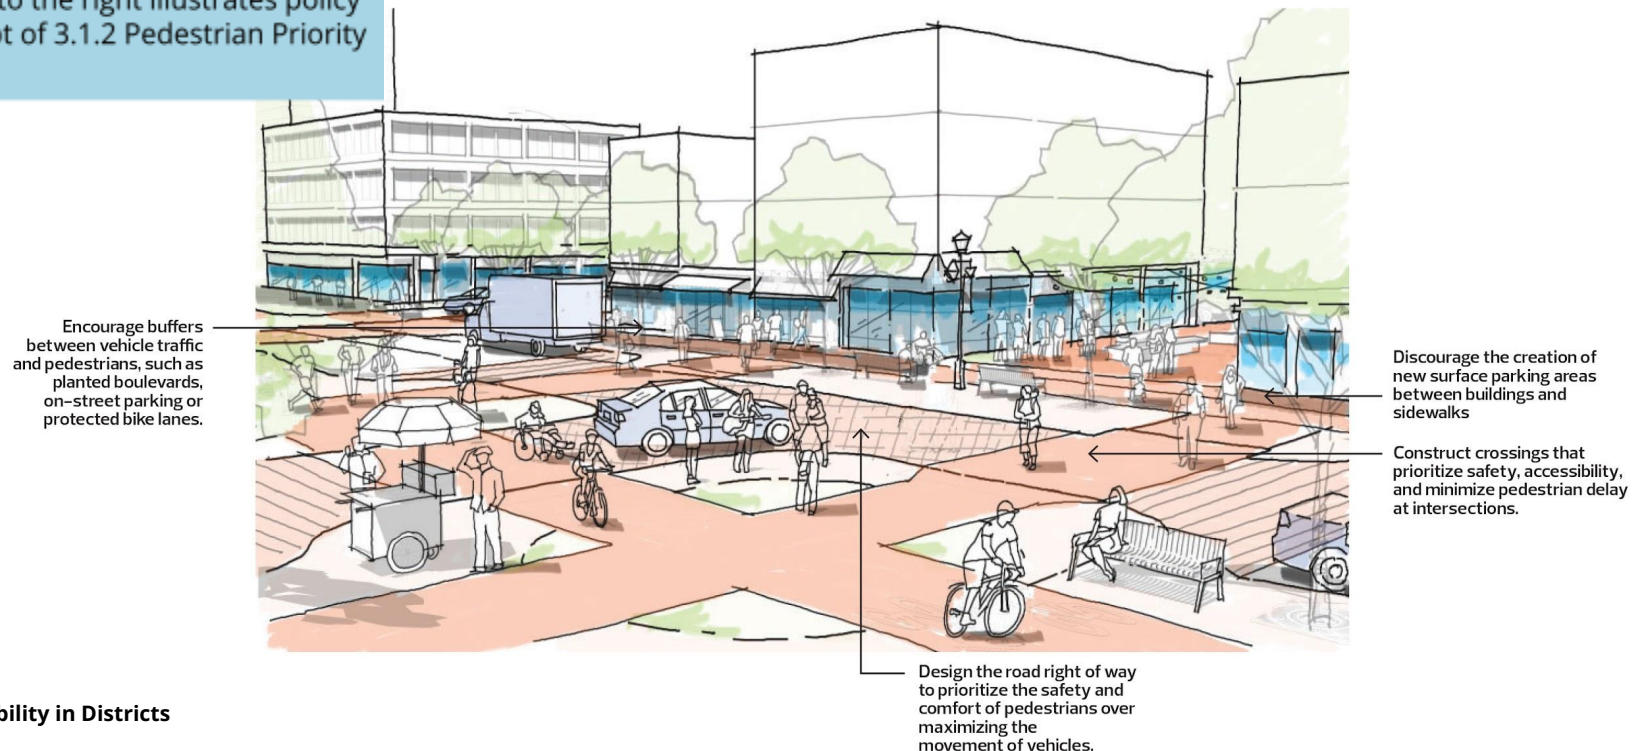 to the right illustrates policy
of 3.1.2 Pedestrian Priority
Encourage buffers
between vehicle traffic
and pedestrians, such as
planted boulevards,
on-street parking or
protected bike lanes.
Discourage the creation of
new surface parking areas
between buildings and
sidewalks
Construct crossings that
prioritize safety, accessibility,
and minimize pedestrian delay
at intersections.
Design the road right of way
to prioritize the safety and
comfort of pedestrians over
maximizing the
movement of vehicles.
bility in Districts